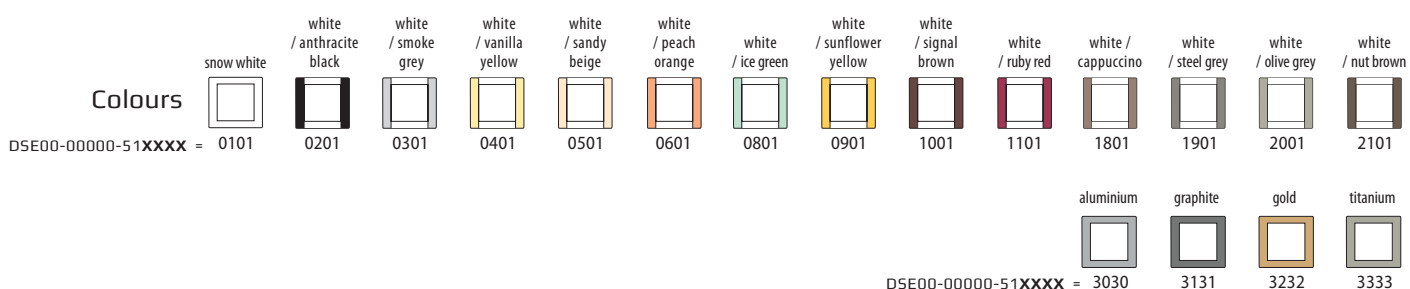 snow white
white
/ anthracite
black
white
/ smoke
grey
white
/ vanilla
yellow
white
/ sandy
beige
white
/ peach
orange
white
/ ice green
white
/ sunflower
yellow
white
/ signal
brown
white
/ ruby red
white /
cappuccino
white
/ steel grey
white
/ olive grey
white
/ nut brown
Colours
DSE00-00000-51XXXX = 0101 0201 0301 0401 0501 0601 0801 0901 1001 1101 1801 1901 2001 2101
aluminium graphite gold titanium
DSE00-00000-51XXXX = 3030 3131 3232 3333